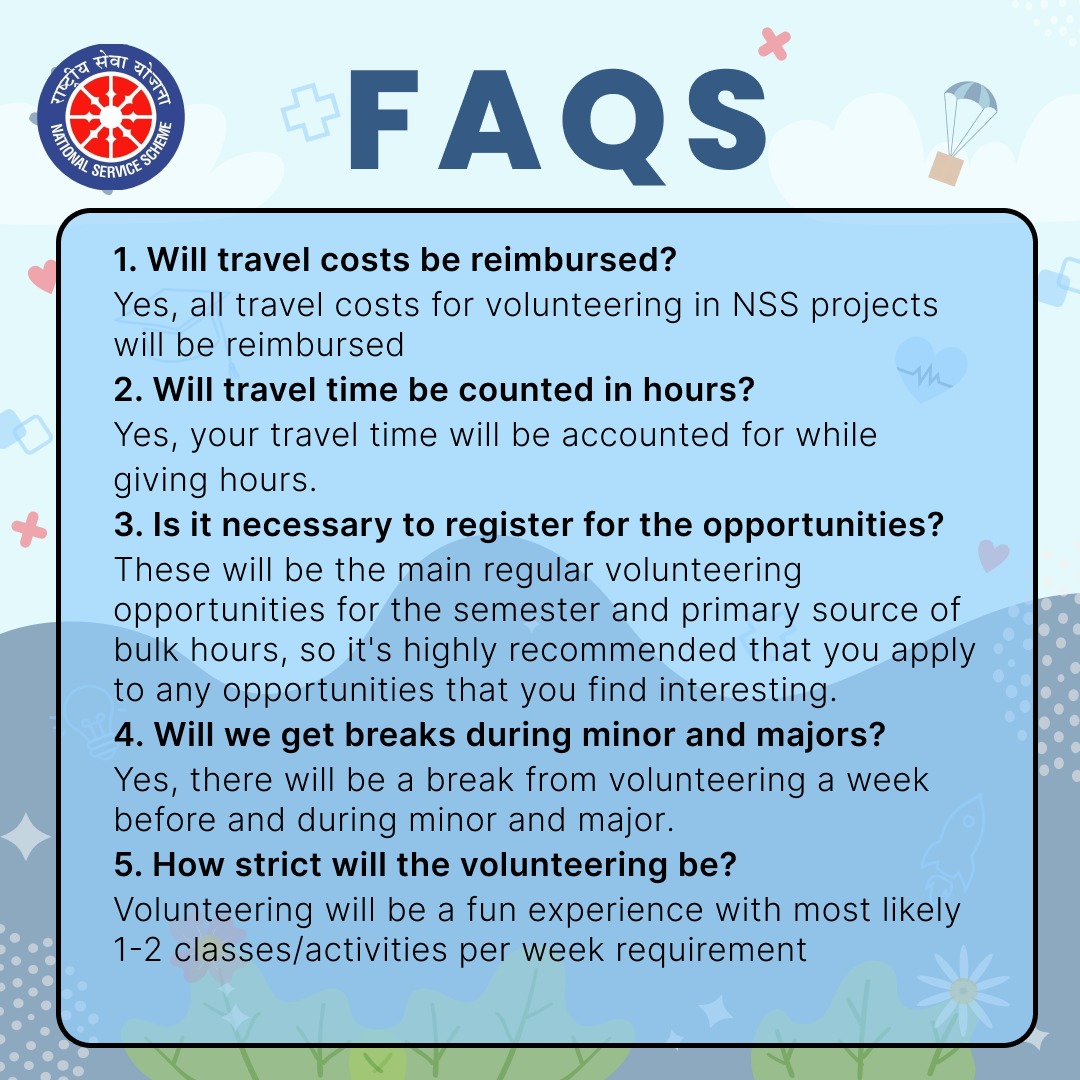 राष्ट्रीय सेवा योजना
NATIONAL SERVICE SCHEME
FAQS
1. Will travel costs be reimbursed?
Yes, all travel costs for volunteering in NSS projects
will be reimbursed
2. Will travel time be counted in hours?
Yes, your travel time will be accounted for while
giving hours.
3. Is it necessary to register for the opportunities?
These will be the main regular volunteering
opportunities for the semester and primary source of
bulk hours, so it's highly recommended that you apply
to any opportunities that you find interesting.
4. Will we get breaks during minor and majors?
Yes, there will be a break from volunteering a week
before and during minor and major.
5. How strict will the volunteering be?
Volunteering will be a fun experience with most likely
1-2 classes/activities per week requirement